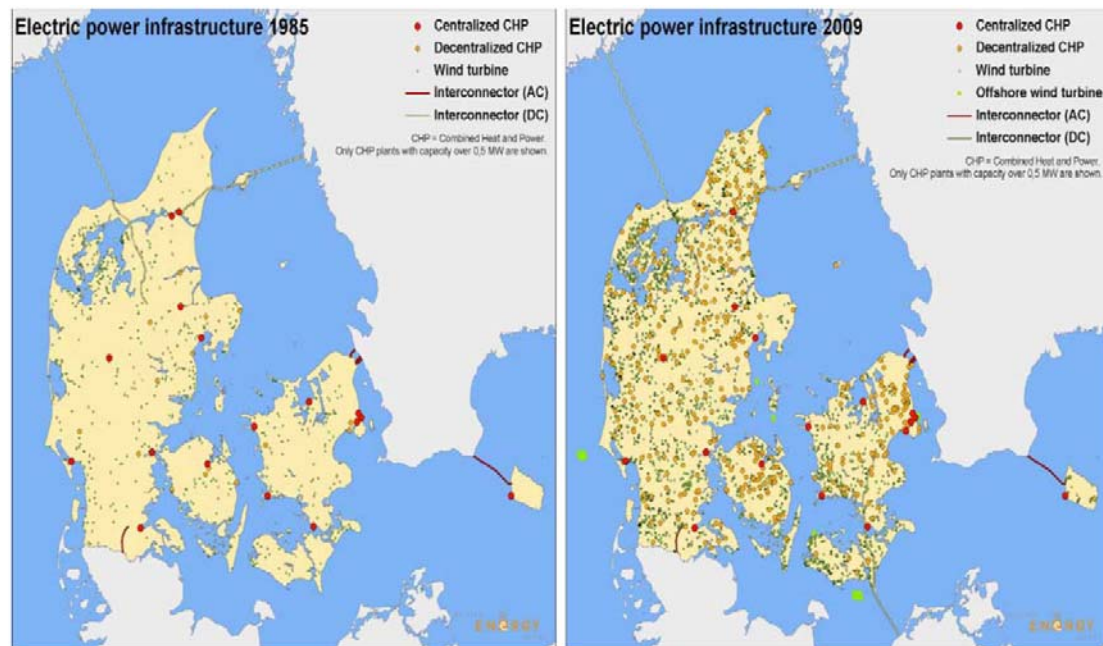 Electric power infrastructure 1985
Centralized CHP
Decentralized CHP
Wind turbine
Interconnector (AC)
Interconnector (DC)
CHP = Combined Heat and Power.
Only CHP plants with capacity over 0,5 MW are shown.
ENERGY
Electric power infrastructure 2009
Centralized CHP
Decentralized CHP
Wind turbine
Offshore wind turbine
Interconnector (AC)
Interconnector (DC)
CHP = Combined Heat and Power.
Only CHP plants with capacity over 0,5 MW are shown.
ENERGY